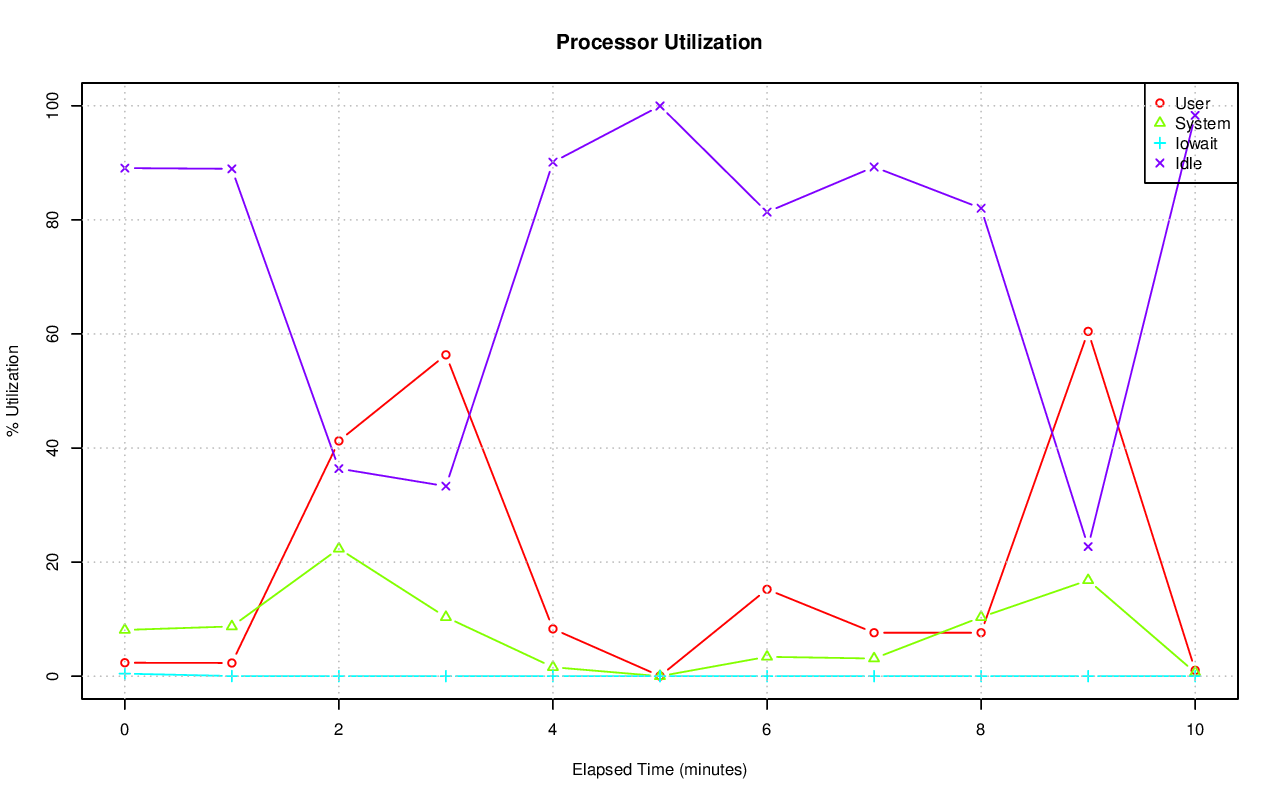 Processor Utilization
% Utilization
100
80
60
40
20
0
User
System
Iowait
Idle
0 2 4 6 8 10
Elapsed Time (minutes)